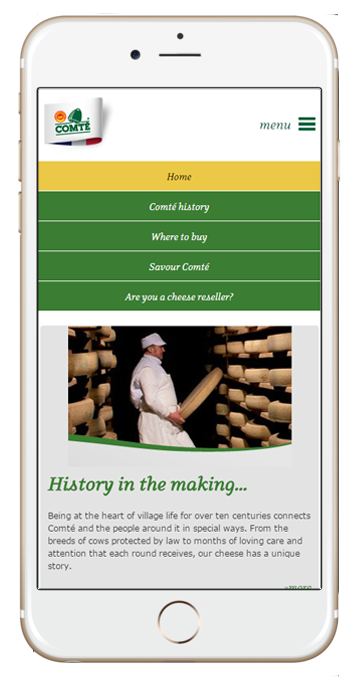 COMTÉ
menu
Home
Comté history
Where to buy
Savour Comté
Are you a cheese reseller?
History in the making...
Being at the heart of village life for over ten centuries connects
Comté and the people around it in special ways. From the
breeds of cows protected by law to months of loving care and
attention that each round receives, our cheese has a unique
story.